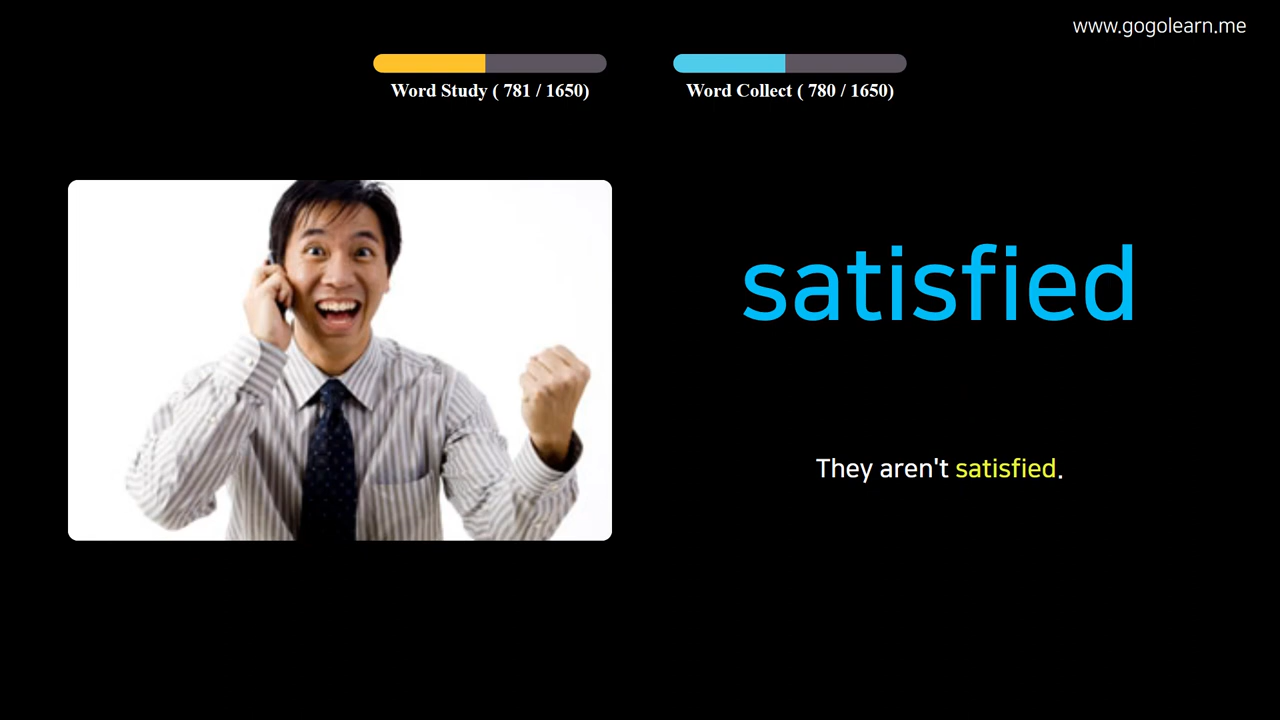 www.gogolearn.me
Word Study ( 781 / 1650)
Word Collect ( 780 / 1650)
satisfied
They aren't satisfied.